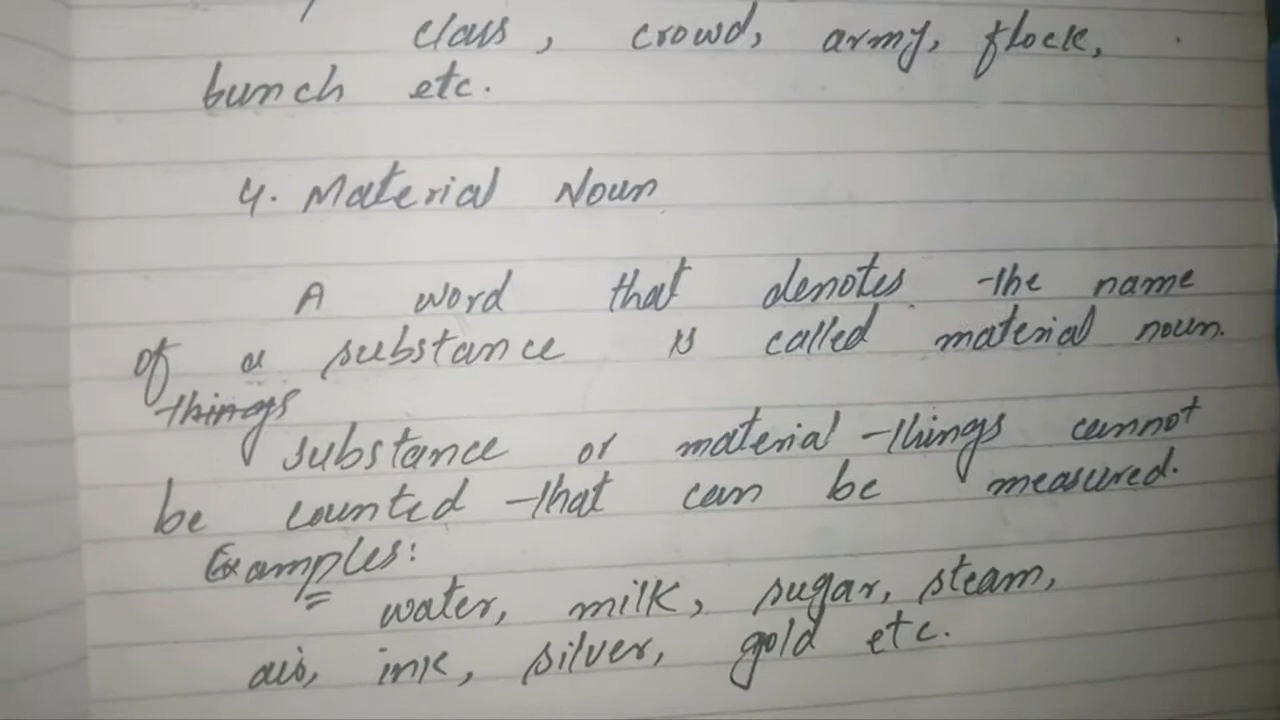 class, crowd, army, flock,
bunch etc.
4. Material Noun
A word that denotes the name
of a substance is called material noun.
things
substance or material things cannot
be counted that can be measured.
Examples:
water, milk, sugar, steam,
air, ink, silver, gold etc.